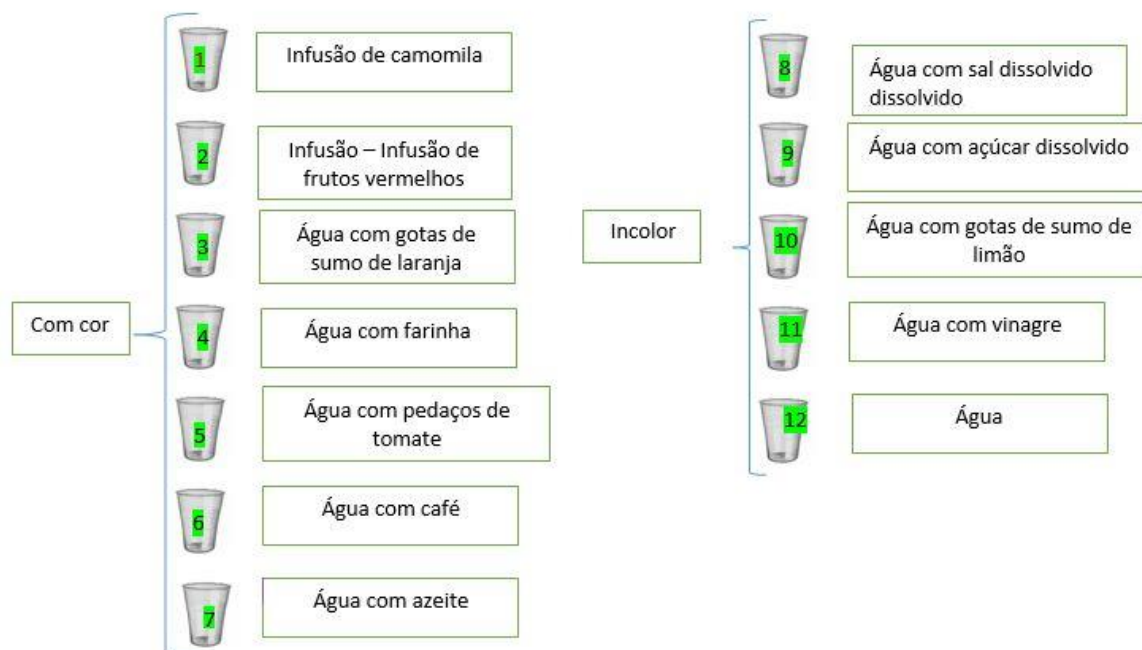 Com cor
1
Infusão de camomila
2
Infusão – Infusão de
frutos vermelhos
3
Água com gotas de
sumo de laranja
4
Água com farinha
5
Água com pedaços de
tomate
6
Água com café
7
Água com azeite
Incolor
8
Água com sal dissolvido
dissolvido
9
Água com açúcar dissolvido
10
Água com gotas de sumo de
limão
11
Água com vinagre
12
Água